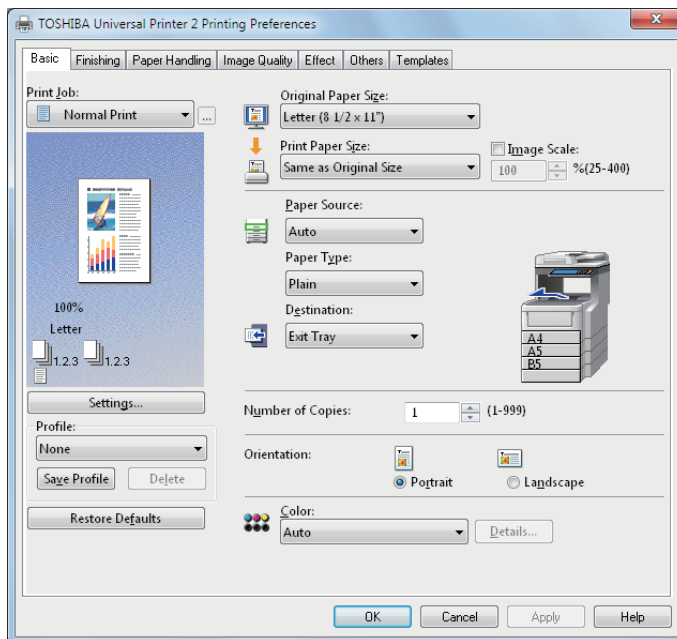 TOSHIBA Universal Printer 2 Printing Preferences
Basic Finishing Paper Handling Image Quality Effect Others Templates
Print Job:
Normal Print
...
100%
Letter
1.2.3 1.2.3
Settings...
Profile:
None
Save Profile Delete
Restore Defaults
Original Paper Size:
Letter (8 1/2 x 11")
Print Paper Size:
Same as Original Size
Image Scale:
100 %(25-400)
Paper Source:
Auto
Paper Type:
Plain
Destination:
Exit Tray
A4
A5
B5
Number of Copies: 1 (1-999)
Orientation:
Portrait Landscape
Color:
Auto Details...
OK Cancel Apply Help